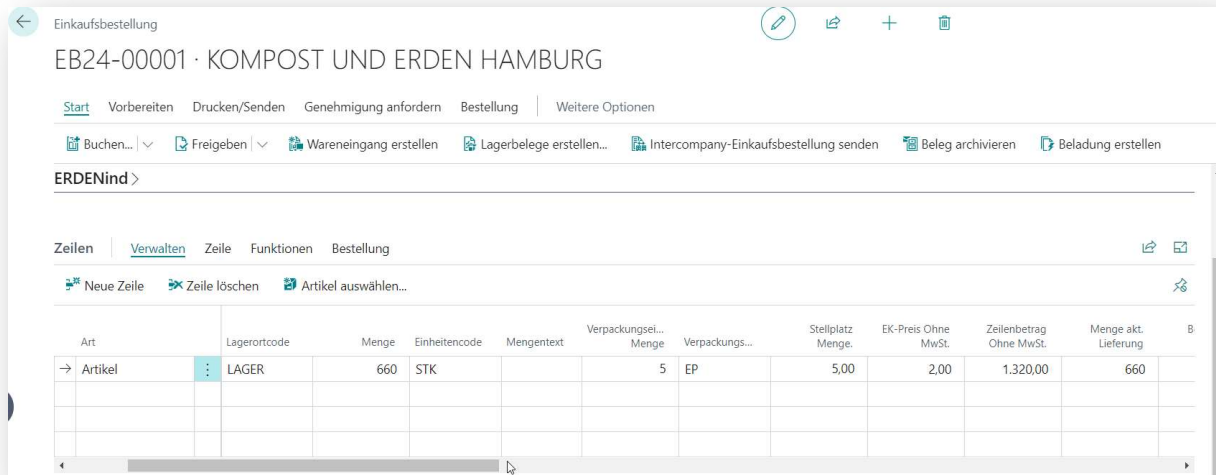 Einkaufsbestellung
EB24-00001 · KOMPOST UND ERDEN HAMBURG
Start Vorbereiten Drucken/Senden Genehmigung anfordern Bestellung Weitere Optionen
Buchen... Freigeben Wareneingang erstellen Lagerbelege erstellen... Intercompany-Einkaufsbestellung senden Beleg archivieren Beladung erstellen
ERDENind >
Zeilen Verwalten Zeile Funktionen Bestellung
Neue Zeile Zeile löschen Artikel auswählen...
Verpackungsei... Stellplatz EK-Preis Ohne Zeilenbetrag Menge akt. B
Art Lagerortcode Menge Einheitencode Mengentext Menge Verpackungs... Menge. MwSt. Ohne MwSt. Lieferung
→ Artikel LAGER 660 STK 5 EP 5,00 2,00 1.320,00 660